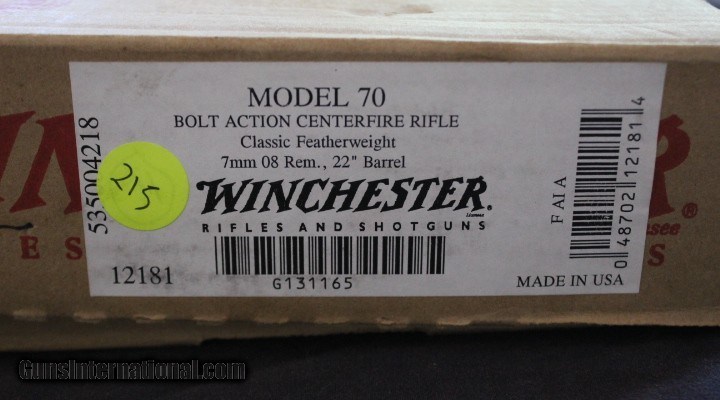 MODEL 70
BOLT ACTION CENTERFIRE RIFLE
Classic Featherweight
7mm 08 Rem., 22" Barrel
WINCHESTER®
RIFLES AND SHOTGUNS
G131165
12181
535004218
215
F AI A
0 48702 12181 4
MADE IN USA
GunsInternational.com